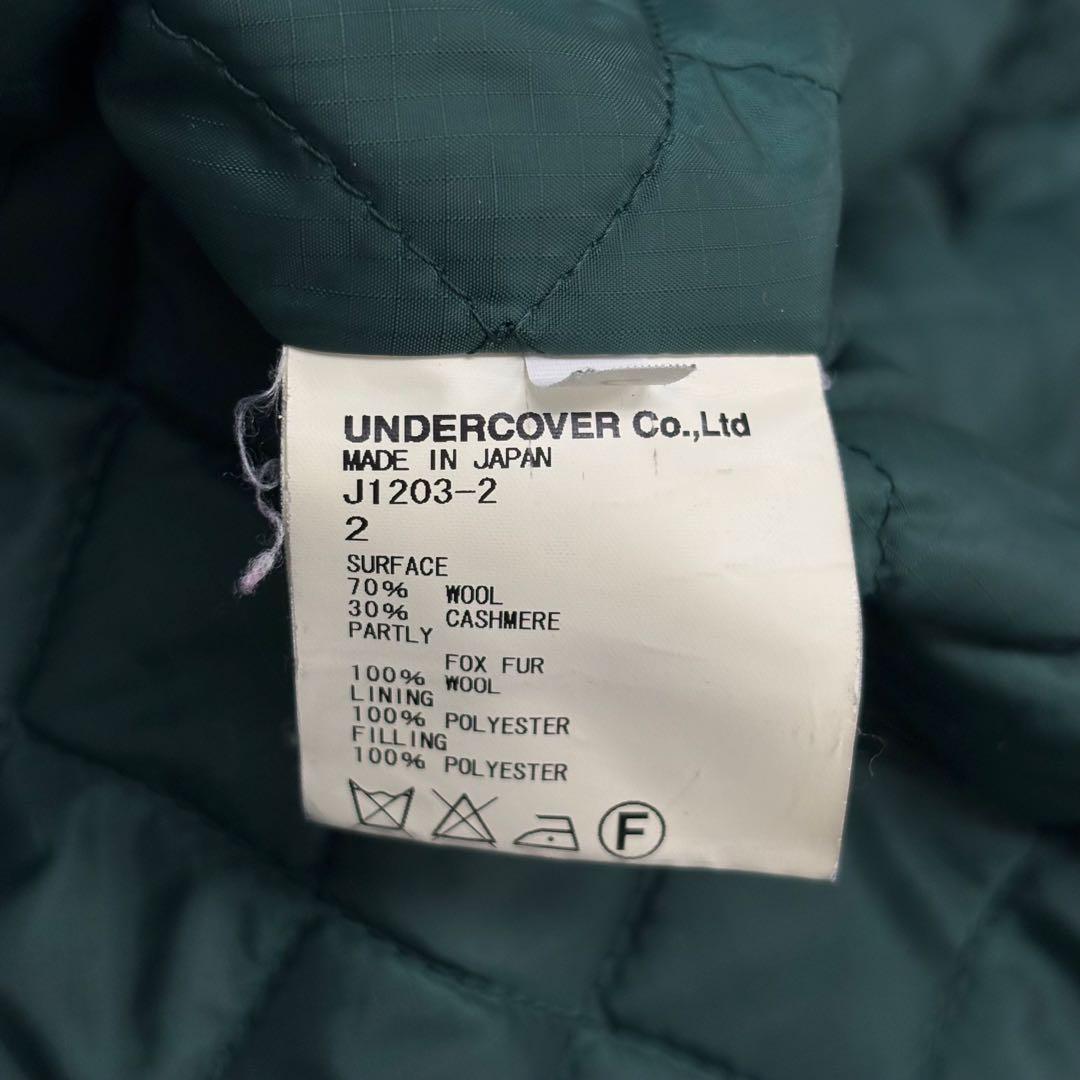 UNDERCOVER Co.,Ltd
MADE IN JAPAN
J1203-2
2
SURFACE
70% WOOL
30% CASHMERE
PARTLY
FOX FUR
100% WOOL
LINING
100% POLYESTER
FILLING
100% POLYESTER
F